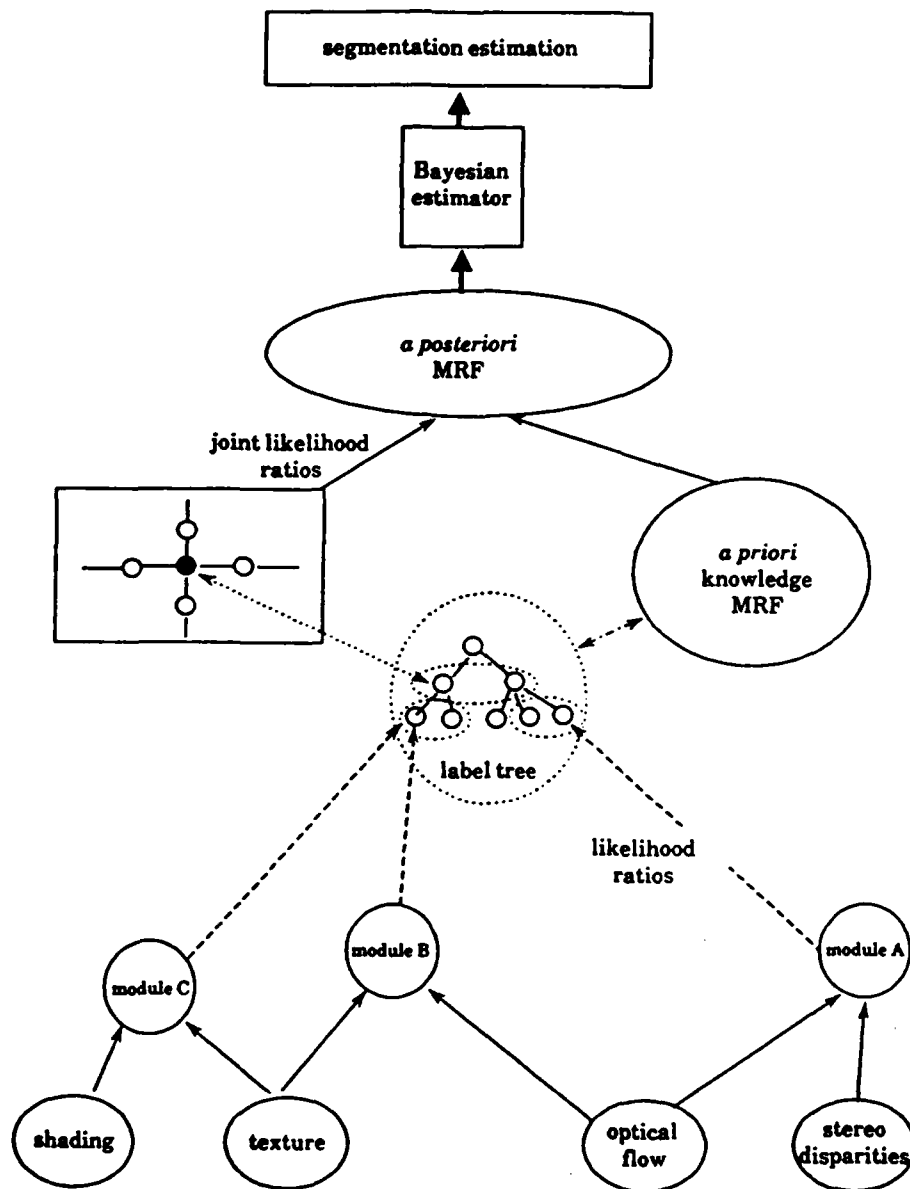 segmentation estimation
Bayesian
estimator
a posteriori
MRF
joint likelihood
ratios
a priori
knowledge
MRF
label tree
likelihood
ratios
module B
module A
module C
shading
texture
optical
flow
stereo
disparities